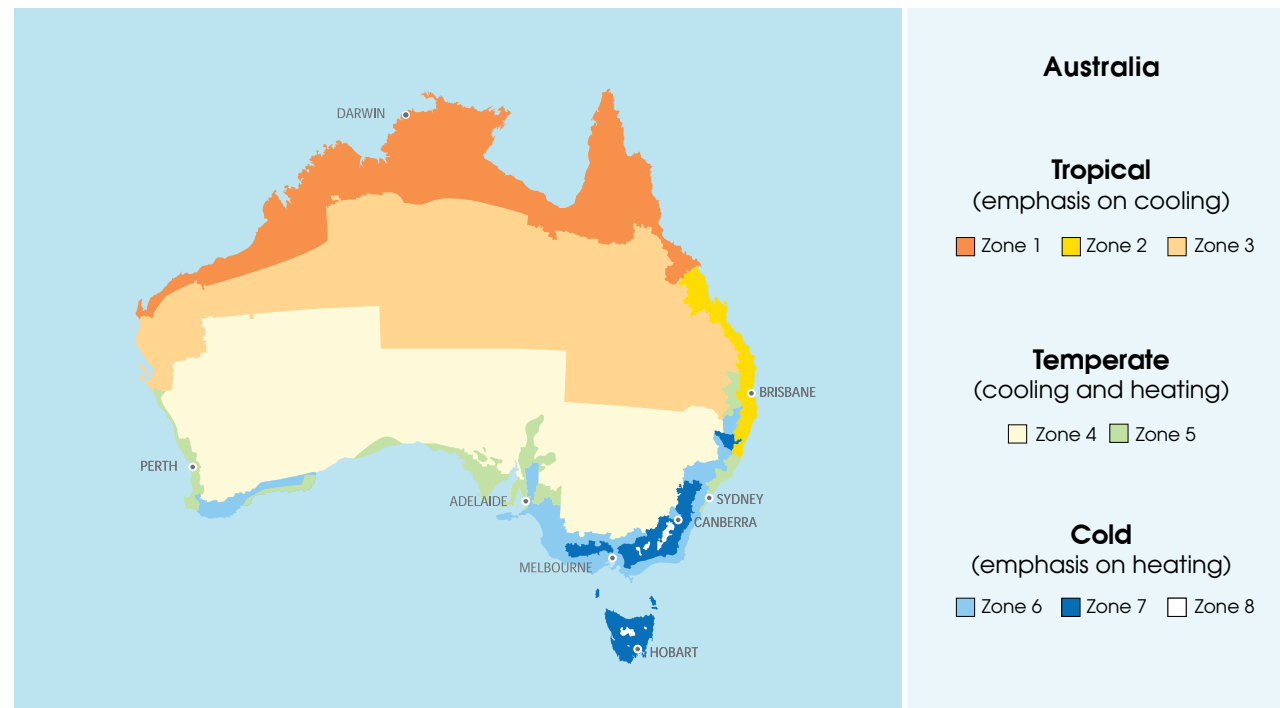 DARWIN
BRISBANE
PERTH
ADELAIDE
SYDNEY
CANBERRA
MELBOURNE
HOBART
Australia
Tropical
(emphasis on cooling)
Zone 1 Zone 2 Zone 3
Temperate
(cooling and heating)
Zone 4 Zone 5
Cold
(emphasis on heating)
Zone 6 Zone 7 Zone 8